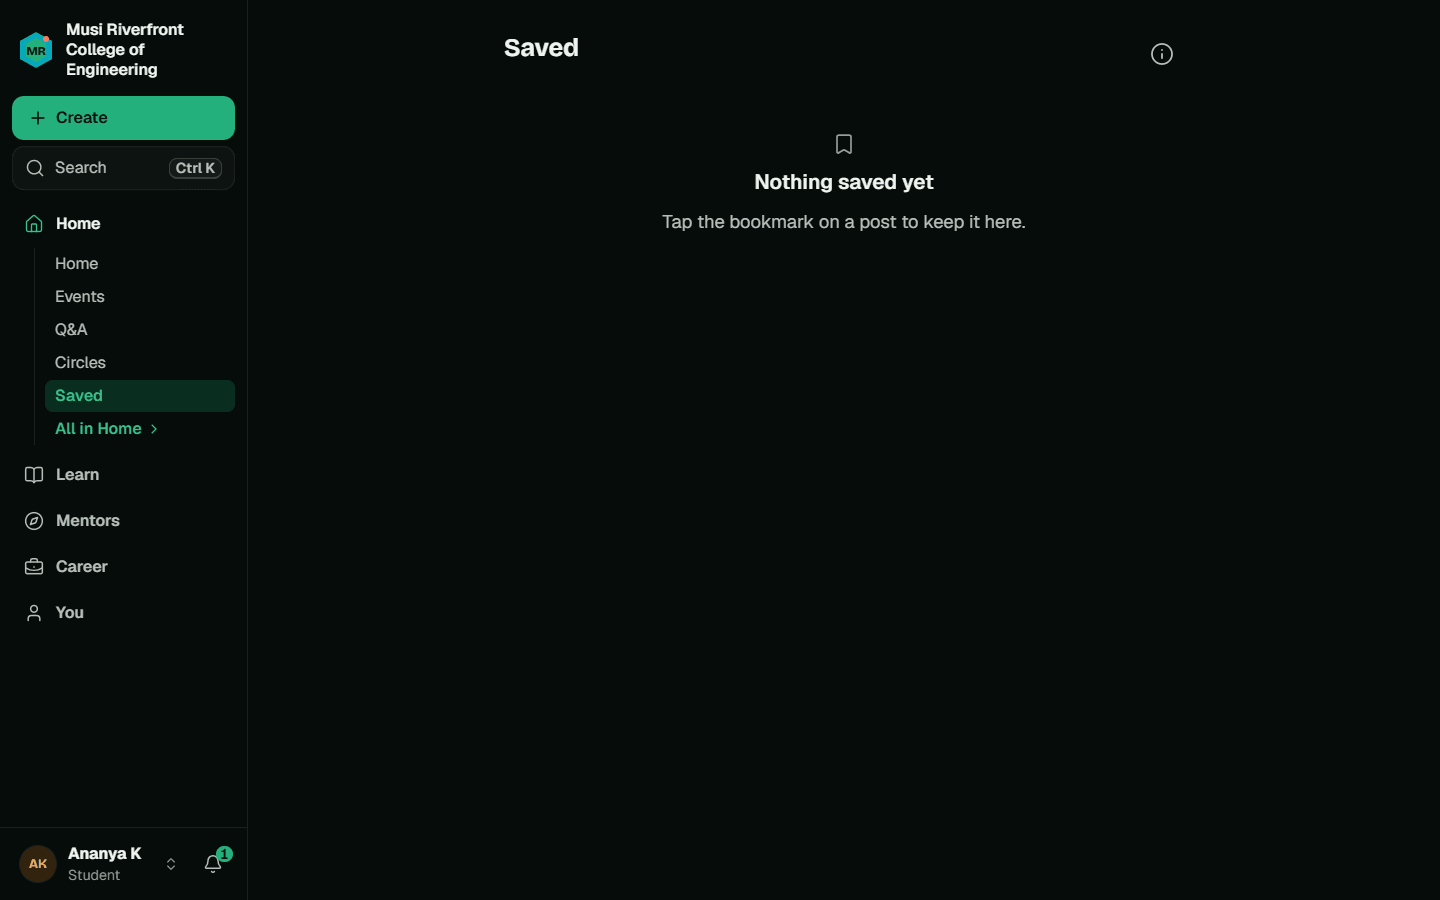 MR
Musi Riverfront
College of
Engineering
Create
Search
Ctrl K
Home
Home
Events
Q&A
Circles
Saved
All in Home
Learn
Mentors
Career
You
AK
Ananya K
Student
1
Saved
Nothing saved yet
Tap the bookmark on a post to keep it here.